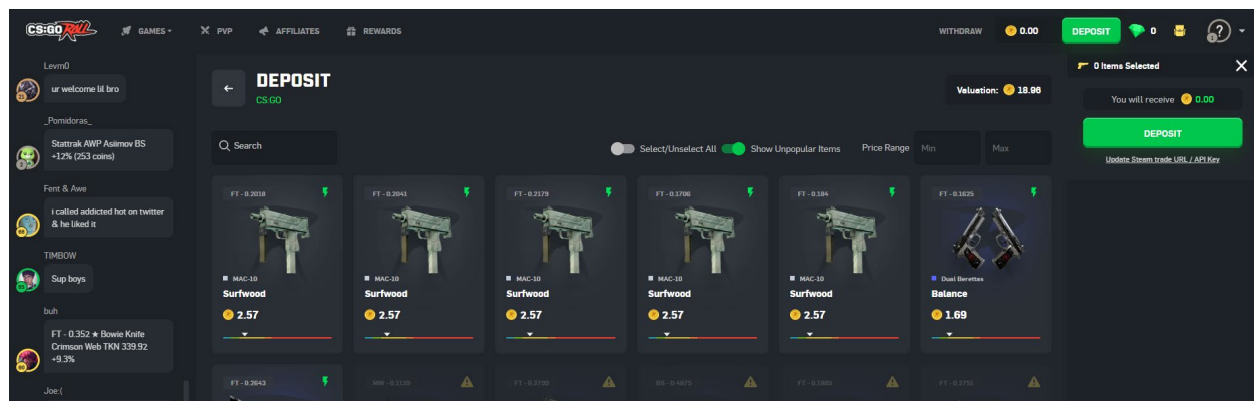 CS:GO ROLL
GAMES
PVP
AFFILIATES
REWARDS
WITHDRAW
0.00
DEPOSIT
0
1
?
Levm0
21
ur welcome lil bro
_Pomidoras_
Stattrak AWP Asiimov BS
+12% (253 coins)
Fent & Awe
i called addicted hot on twitter
& he liked it
TIMBOW
Sup boys
buh
FT - 0.352 ★ Bowie Knife
Crimson Web TKN 339.92
+9.3%
Joe:(
DEPOSIT
CS:GO
Valuation: 18.96
Search
Select/Unselect All
Show Unpopular Items
Price Range
Min
Max
FT - 0.2018
MAC-10
Surfwood
2.57
FT - 0.2041
MAC-10
Surfwood
2.57
FT - 0.2179
MAC-10
Surfwood
2.57
FT - 0.1706
MAC-10
Surfwood
2.57
FT - 0.184
MAC-10
Surfwood
2.57
FT - 0.1625
Dual Berettas
Balance
1.69
FT - 0.2643
0 Items Selected
You will receive 0.00
DEPOSIT
Update Steam trade URL / API Key